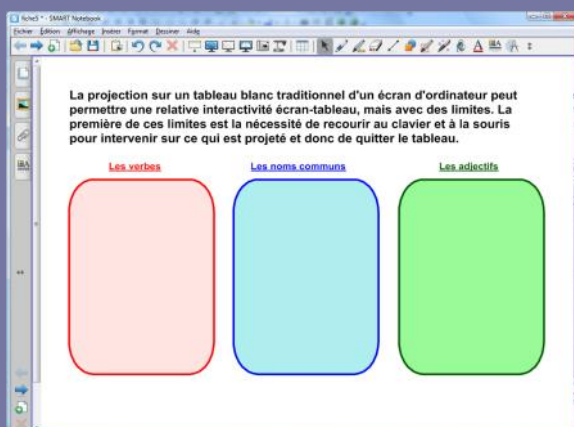 fiche5 * - SMART Notebook
Fichier Édition Affichage Insérer Format Dessiner Aide
La projection sur un tableau blanc traditionnel d'un écran d'ordinateur peut
permettre une relative interactivité écran-tableau, mais avec des limites. La
première de ces limites est la nécessité de recourir au clavier et à la souris
pour intervenir sur ce qui est projeté et donc de quitter le tableau.
Les verbes Les noms communs Les adjectifs